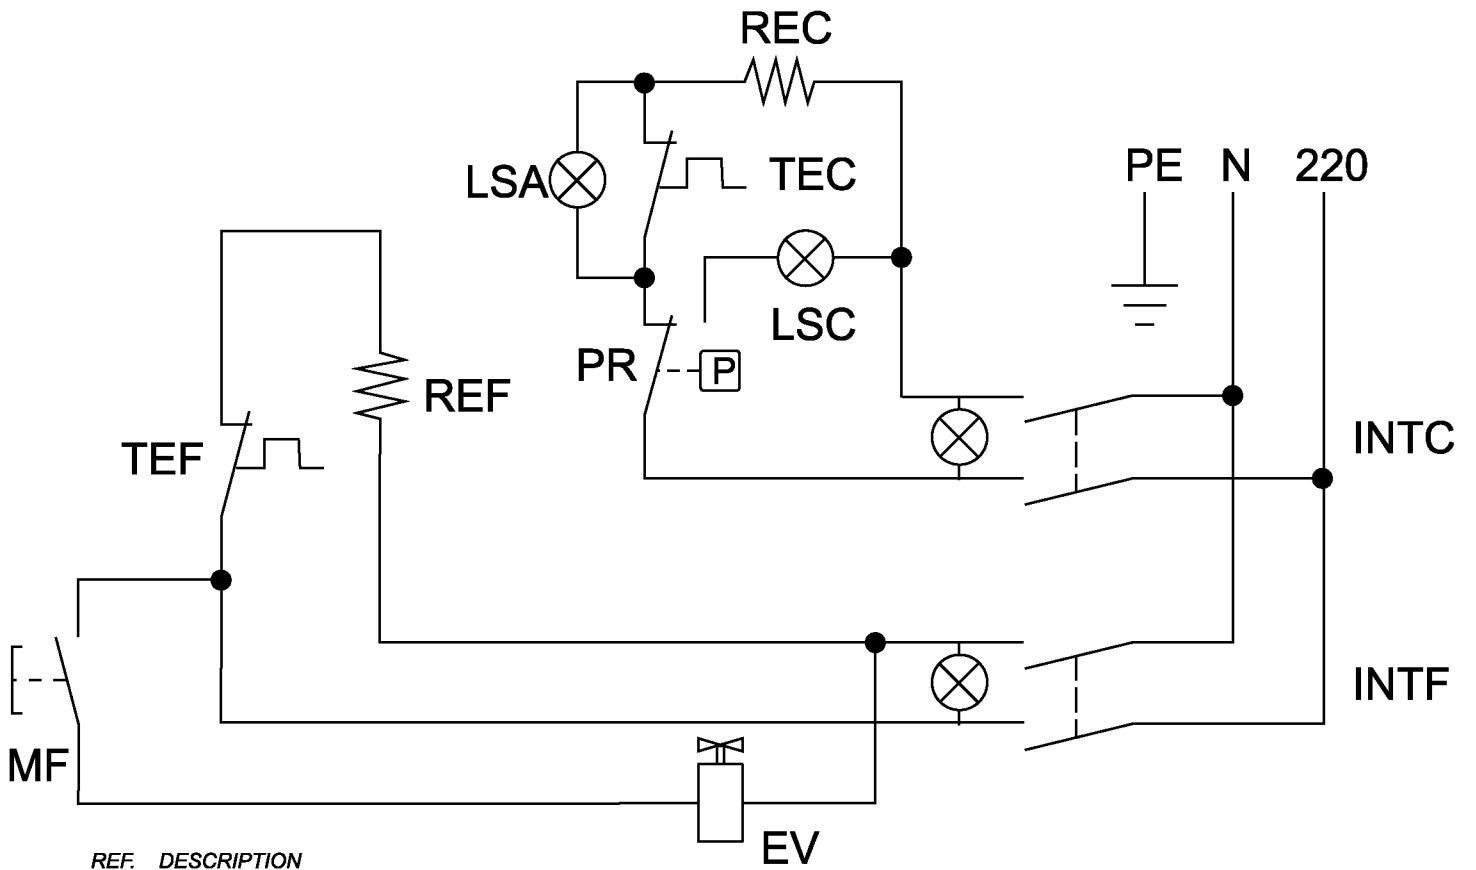 REC
PE N 220
LSA TEC
LSC
PR P
REF
INTC
TEF
INTF
MF
EV
REF. DESCRIPTION